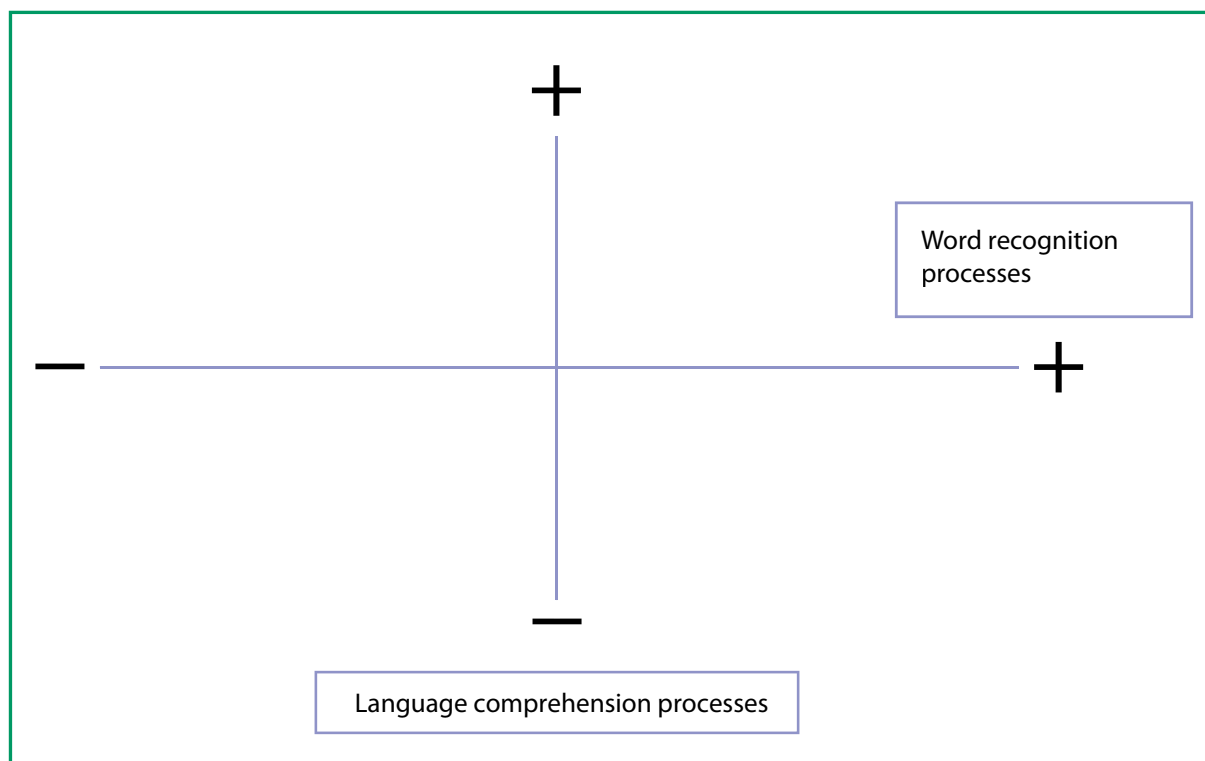 +
Word recognition
processes
— +
—
Language comprehension processes